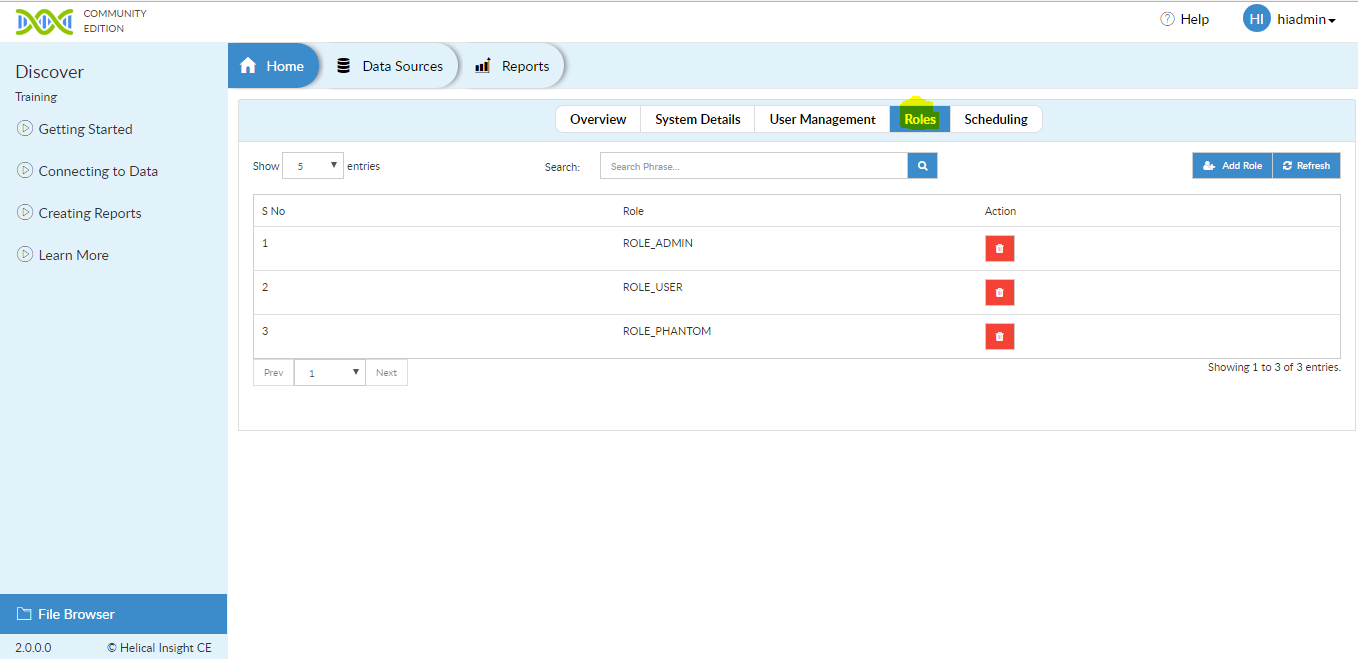 COMMUNITY
EDITION
Help
HI
hiadmin
Discover
Training
Getting Started
Connecting to Data
Creating Reports
Learn More
File Browser
2.0.0.0 © Helical Insight CE
Home Data Sources Reports
Overview System Details User Management Roles Scheduling
Show 5 entries Search: Search Phrase... Add Role Refresh
S No Role Action
1 ROLE_ADMIN
2 ROLE_USER
3 ROLE_PHANTOM
Prev 1 Next Showing 1 to 3 of 3 entries.